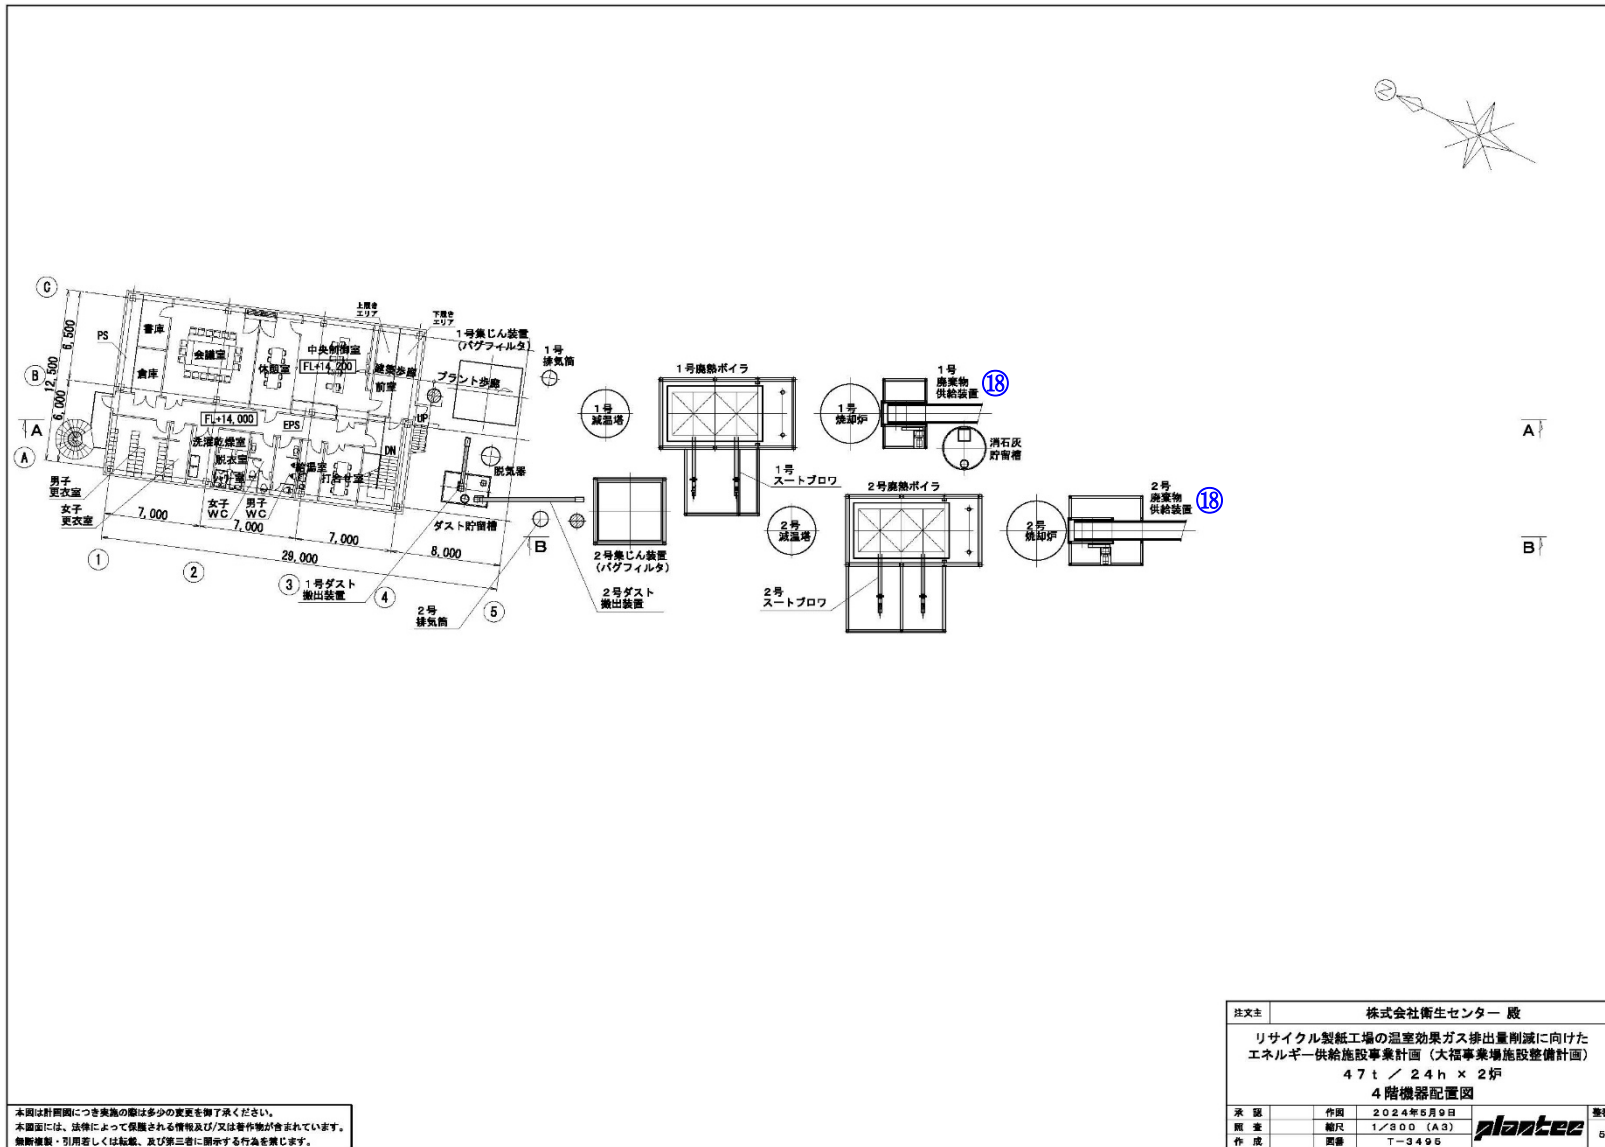 N
C
B
A
12,500
6,500
6,000
A
PS
書庫
倉庫
会議室
休憩室
中央制御室
FL+14,200
上履き
エリア
下履き
エリア
建築歩廊
前室
プラント歩廊
1号集じん装置
(バグフィルタ)
1号
排気筒
FL+14,000
EPS
UP
DN
洗濯乾燥室
脱衣室
給湯室
打合せ室
脱気器
男子
更衣室
女子
更衣室
女子
WC
男子
WC
ダスト貯留槽
7,000
7,000
7,000
8,000
29,000
1
2
3
4
5
1号ダスト
搬出装置
2号
排気筒
B
2号集じん装置
(バグフィルタ)
2号ダスト
搬出装置
1号
減温塔
1号廃熱ボイラ
1号
スートブロワ
1号
焼却炉
1号
廃棄物
供給装置
⑱
消石灰
貯留槽
2号
減温塔
2号廃熱ボイラ
2号
スートブロワ
2号
焼却炉
2号
廃棄物
供給装置
⑱
A
B
注文主 株式会社衛生センター 殿
リサイクル製紙工場の温室効果ガス排出量削減に向けた
エネルギー供給施設事業計画(大福事業場施設整備計画)
47t / 24h × 2炉
4階機器配置図
承認 作図 2024年5月9日
照査 縮尺 1/300 (A3)
作成 図番 T-3495
plantec
5
本図は計画図につき実施の際は多少の変更を御了承ください。
本図面には、法律によって保護される情報及び/又は著作物が含まれています。
無断複製・引用若しくは転載、及び第三者に開示する行為を禁じます。